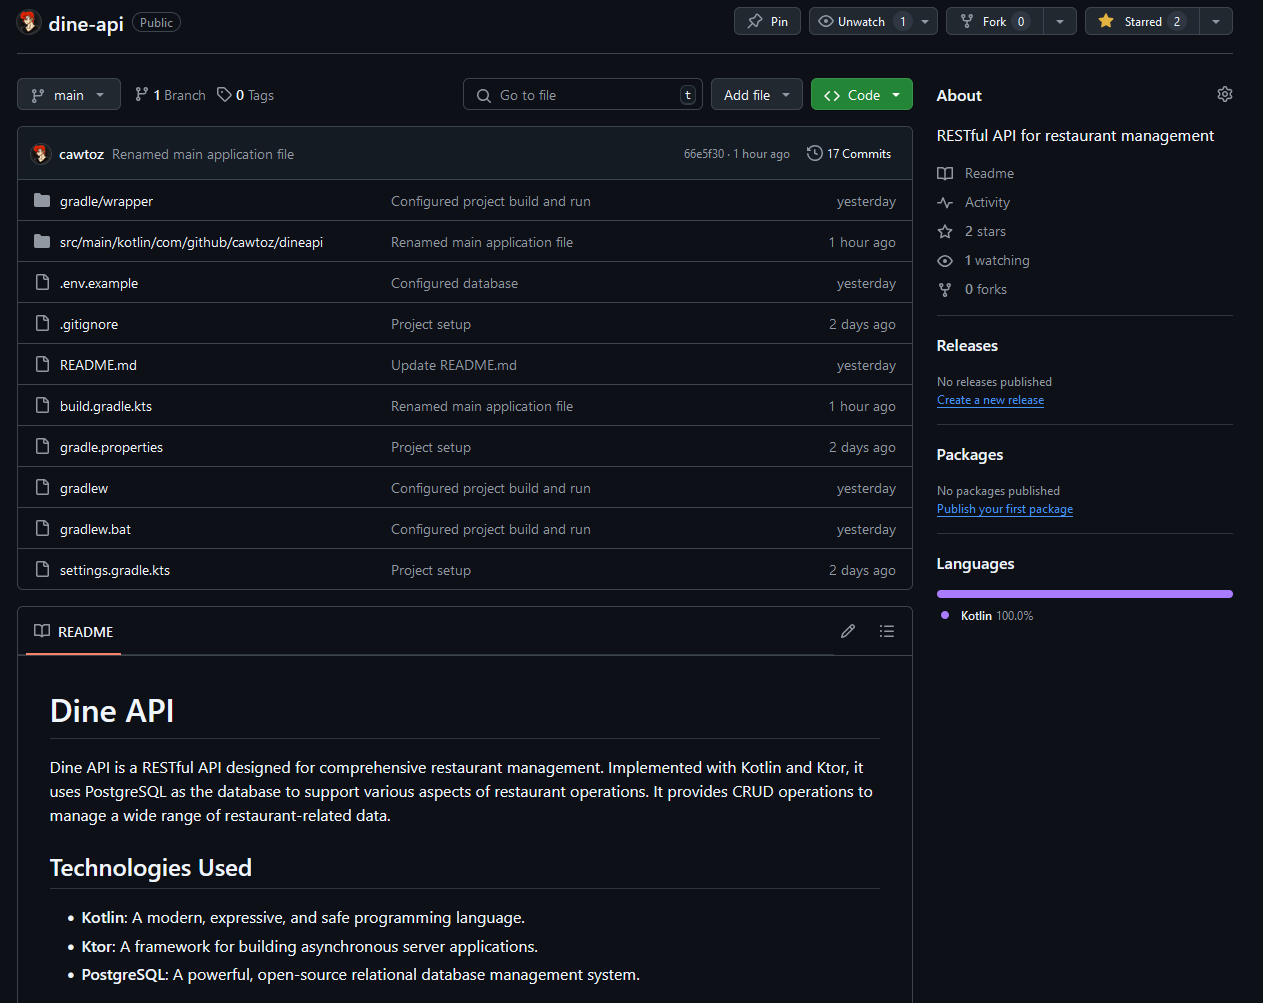 dine-api Public Pin Unwatch 1 Fork 0 Starred 2
main 1 Branch 0 Tags Go to file t Add file Code
cawtoz Renamed main application file 66e5f30 · 1 hour ago 17 Commits
gradle/wrapper Configured project build and run yesterday
src/main/kotlin/com/github/cawtoz/dineapi Renamed main application file 1 hour ago
.env.example Configured database yesterday
.gitignore Project setup 2 days ago
README.md Update README.md yesterday
build.gradle.kts Renamed main application file 1 hour ago
gradle.properties Project setup 2 days ago
gradlew Configured project build and run yesterday
gradlew.bat Configured project build and run yesterday
settings.gradle.kts Project setup 2 days ago
README
Dine API
Dine API is a RESTful API designed for comprehensive restaurant management. Implemented with Kotlin and Ktor, it
uses PostgreSQL as the database to support various aspects of restaurant operations. It provides CRUD operations to
manage a wide range of restaurant-related data.
Technologies Used
• Kotlin: A modern, expressive, and safe programming language.
• Ktor: A framework for building asynchronous server applications.
• PostgreSQL: A powerful, open-source relational database management system.
About
RESTful API for restaurant management
Readme
Activity
2 stars
1 watching
0 forks
Releases
No releases published
Create a new release
Packages
No packages published
Publish your first package
Languages
Kotlin 100.0%